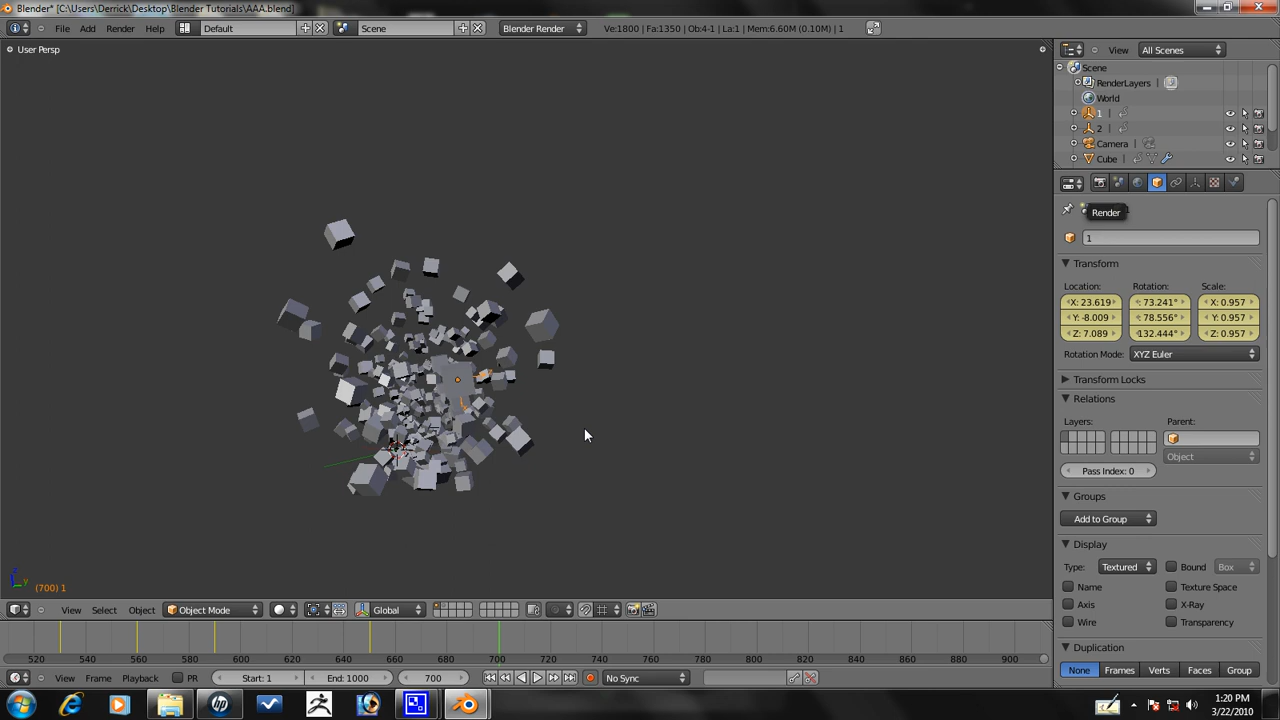 Blender* [C:\Users\Derrick\Desktop\Blender Tutorials\AAA.blend]
File Add Render Help Default Scene Blender Render Ve:1800 | Fa:1350 | Ob:4-1 | La:1 | Mem:6.60M (0.10M) | 1
User Persp
View All Scenes
Scene
RenderLayers
World
1
2
Camera
Cube
Render
1
Transform
Location: Rotation: Scale:
X: 23.619 73.241° X: 0.957
Y: -8.009 78.556° Y: 0.957
Z: 7.089 132.444° Z: 0.957
Rotation Mode: XYZ Euler
Transform Locks
Relations
Layers: Parent:
Object
Pass Index: 0
Groups
Add to Group
Display
Type: Textured Bound Box
Name Texture Space
Axis X-Ray
Wire Transparency
Duplication
None Frames Verts Faces Group
(700) 1
View Select Object Object Mode Global
520 540 560 580 600 620 640 660 680 700 720 740 760 780 800 820 840 860 880 900
View Frame Playback PR Start: 1 End: 1000 700 No Sync
1:20 PM
3/22/2010